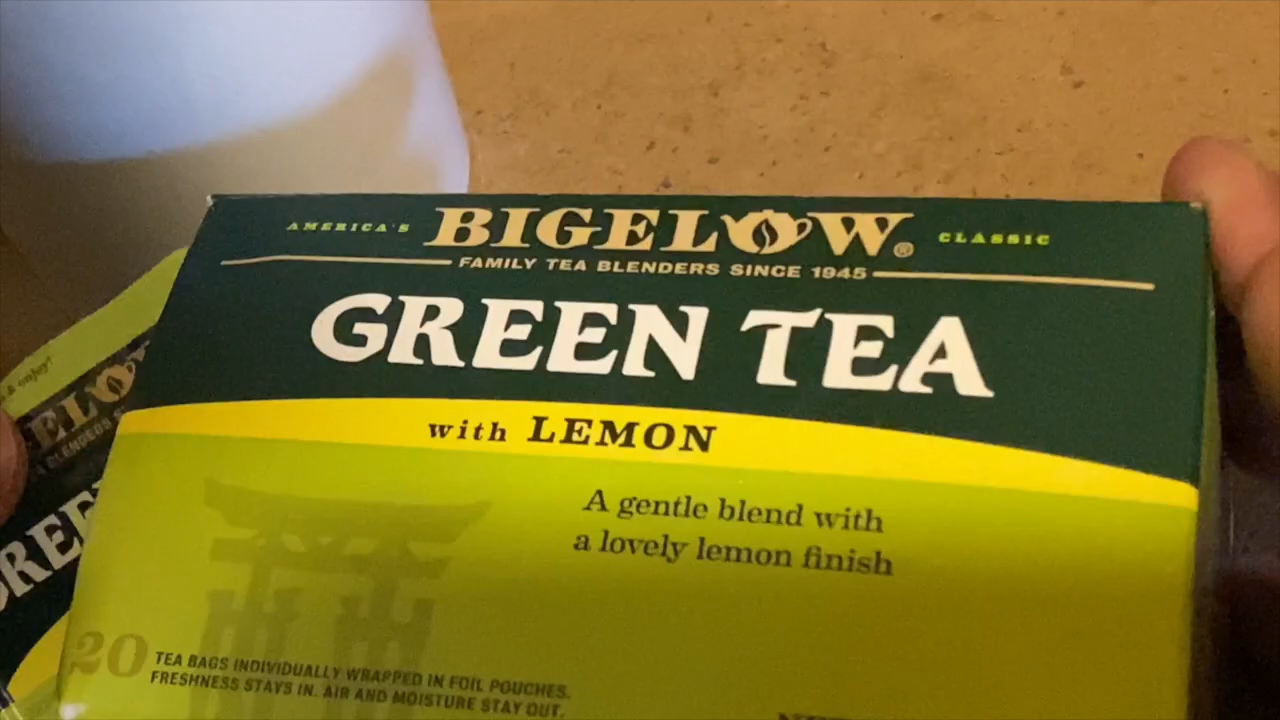 AMERICA'S BIGELOW® CLASSIC
FAMILY TEA BLENDERS SINCE 1945
GREEN TEA
with LEMON
A gentle blend with
a lovely lemon finish
20 TEA BAGS INDIVIDUALLY WRAPPED IN FOIL POUCHES.
FRESHNESS STAYS IN. AIR AND MOISTURE STAY OUT.
& enjoy!